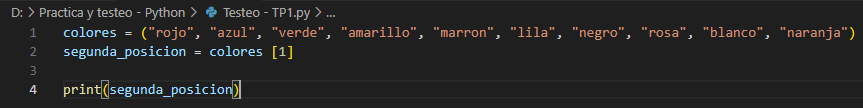 D: > Practica y testeo - Python > Testeo - TP1.py > ...
1 colores = ("rojo", "azul", "verde", "amarillo", "marron", "lila", "negro", "rosa", "blanco", "naranja")
2 segunda_posicion = colores [1]
3
4 print(segunda_posicion)